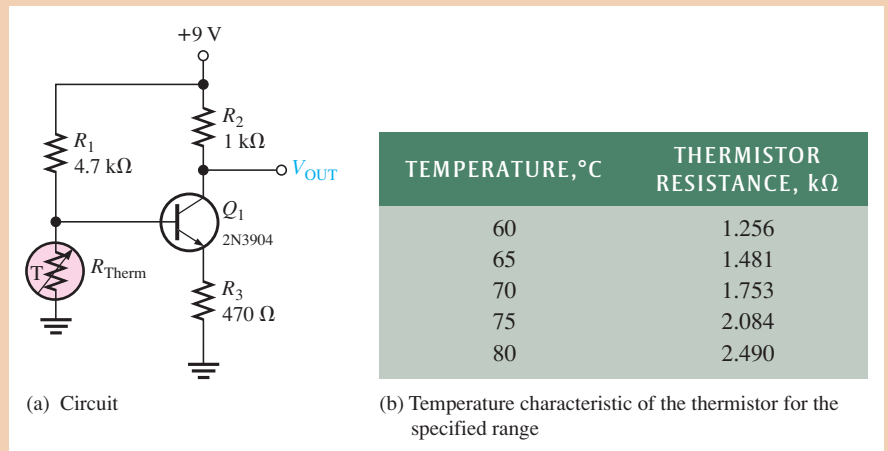 +9 V
R1
4.7 kΩ
R2
1 kΩ
VOUT
Q1
2N3904
T
RTherm
R3
470 Ω
(a) Circuit
TEMPERATURE,°C
THERMISTOR
RESISTANCE, kΩ
60 1.256
65 1.481
70 1.753
75 2.084
80 2.490
(b) Temperature characteristic of the thermistor for the
specified range